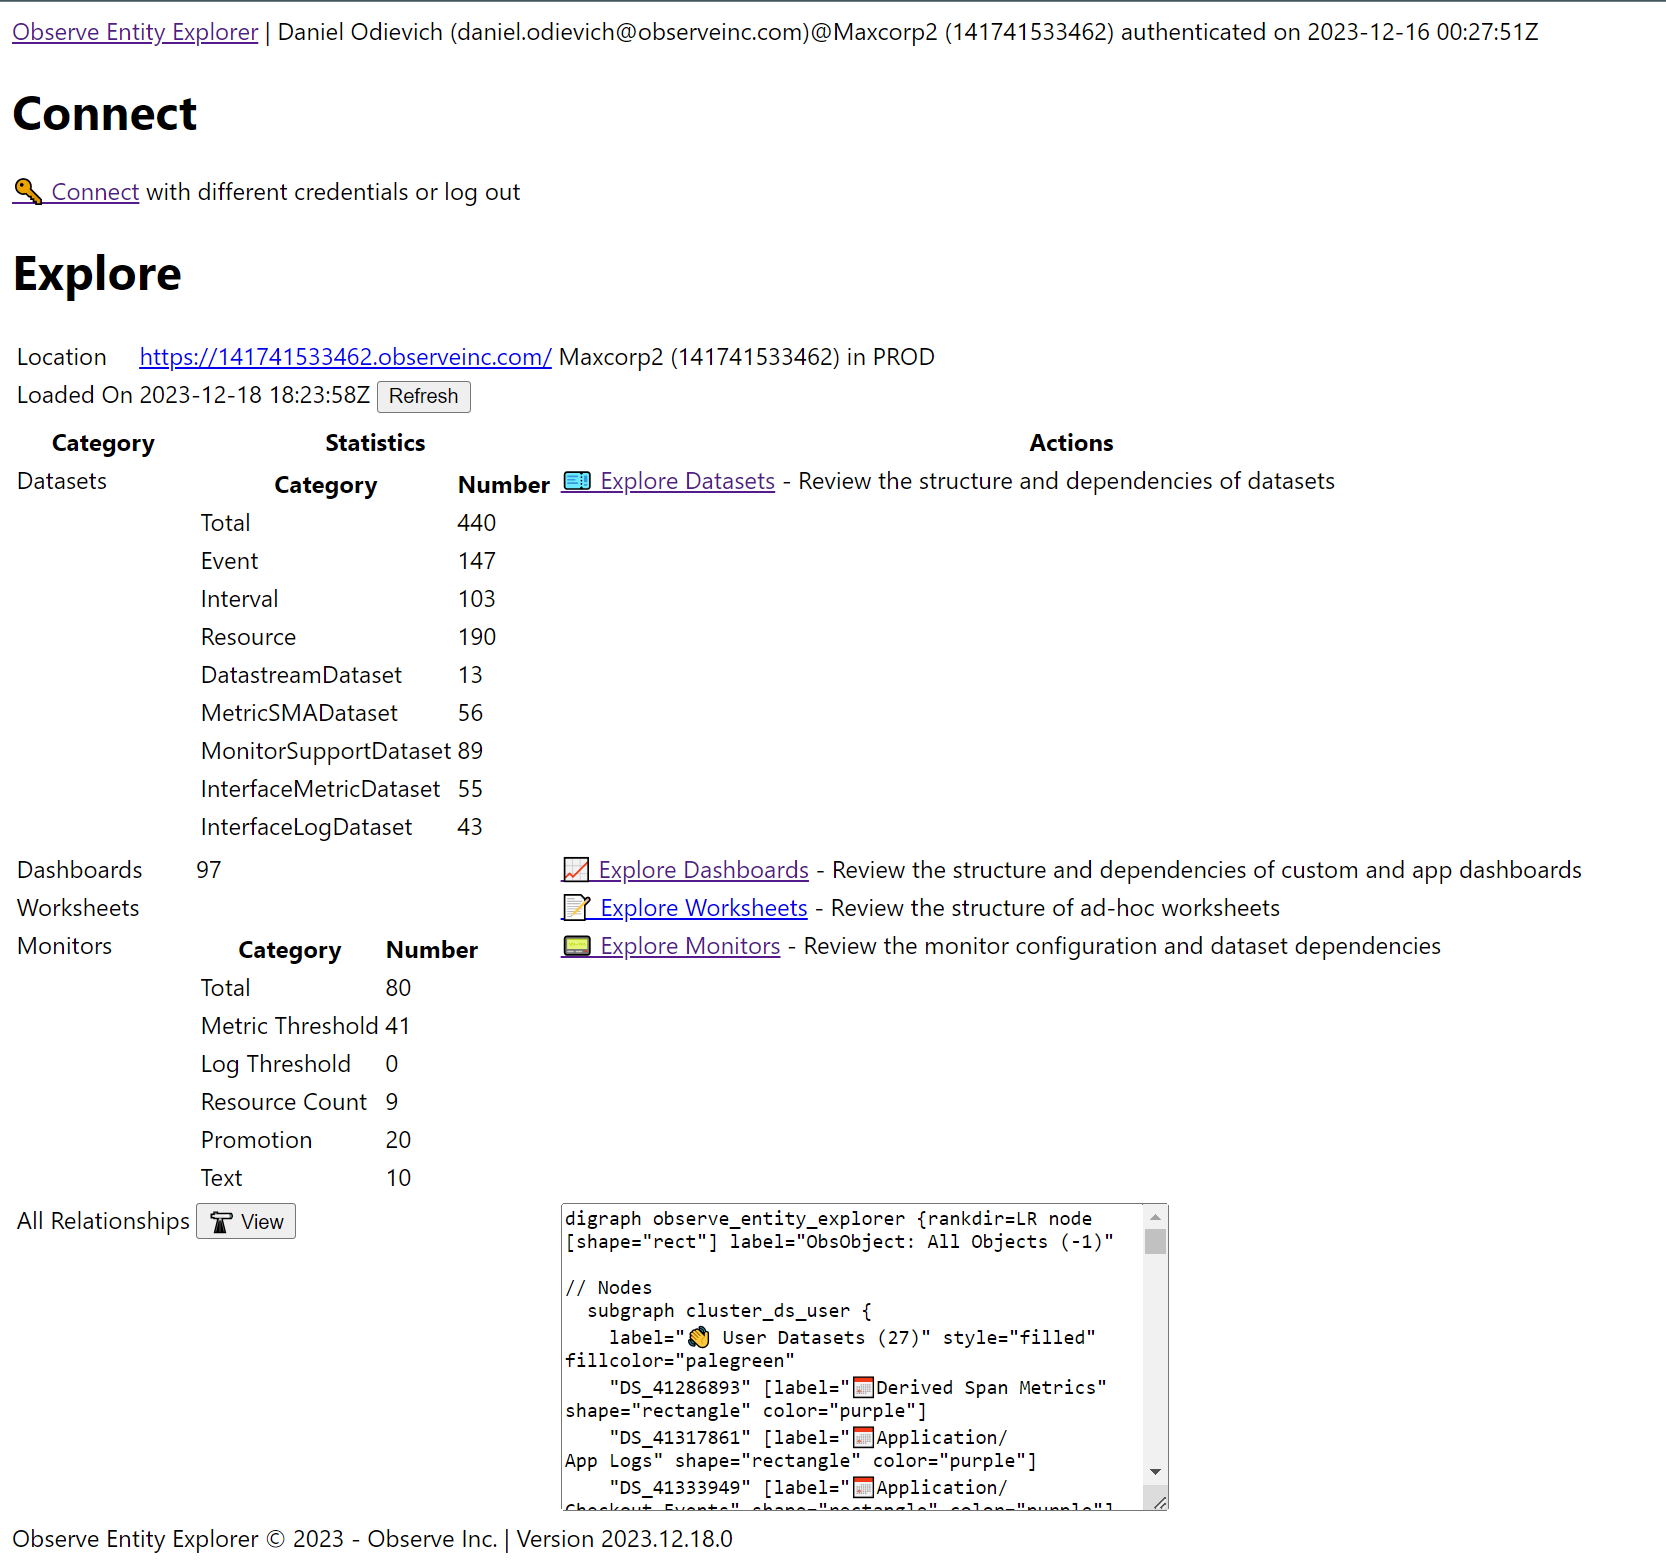 Observe Entity Explorer | Daniel Odievich (daniel.odievich@observeinc.com)@Maxcorp2 (141741533462) authenticated on 2023-12-16 00:27:51Z
Connect
Connect with different credentials or log out
Explore
Location https://141741533462.observeinc.com/ Maxcorp2 (141741533462) in PROD
Loaded On 2023-12-18 18:23:58Z Refresh
Category Statistics Actions
Datasets Category Number Explore Datasets - Review the structure and dependencies of datasets
Total 440
Event 147
Interval 103
Resource 190
DatastreamDataset 13
MetricSMADataset 56
MonitorSupportDataset 89
InterfaceMetricDataset 55
InterfaceLogDataset 43
Dashboards 97 Explore Dashboards - Review the structure and dependencies of custom and app dashboards
Worksheets Explore Worksheets - Review the structure of ad-hoc worksheets
Monitors Category Number Explore Monitors - Review the monitor configuration and dataset dependencies
Total 80
Metric Threshold 41
Log Threshold 0
Resource Count 9
Promotion 20
Text 10
All Relationships View
digraph observe_entity_explorer {rankdir=LR node
[shape="rect"] label="ObsObject: All Objects (-1)"
// Nodes
subgraph cluster_ds_user {
label="👋 User Datasets (27)" style="filled"
fillcolor="palegreen"
"DS_41286893" [label="📅Derived Span Metrics"
shape="rectangle" color="purple"]
"DS_41317861" [label="📅Application/
App Logs" shape="rectangle" color="purple"]
"DS_41333949" [label="📅Application/
Checkout Events" shape="rectangle" color="purple"]
Observe Entity Explorer © 2023 - Observe Inc. | Version 2023.12.18.0